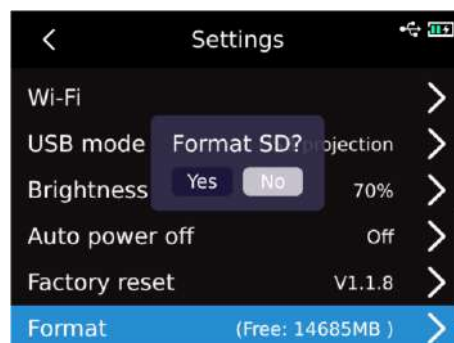 Settings
Wi-Fi
USB mode
Format SD?
Yes No
Brightness 70%
Auto power off Off
Factory reset V1.1.8
Format (Free: 14685MB )